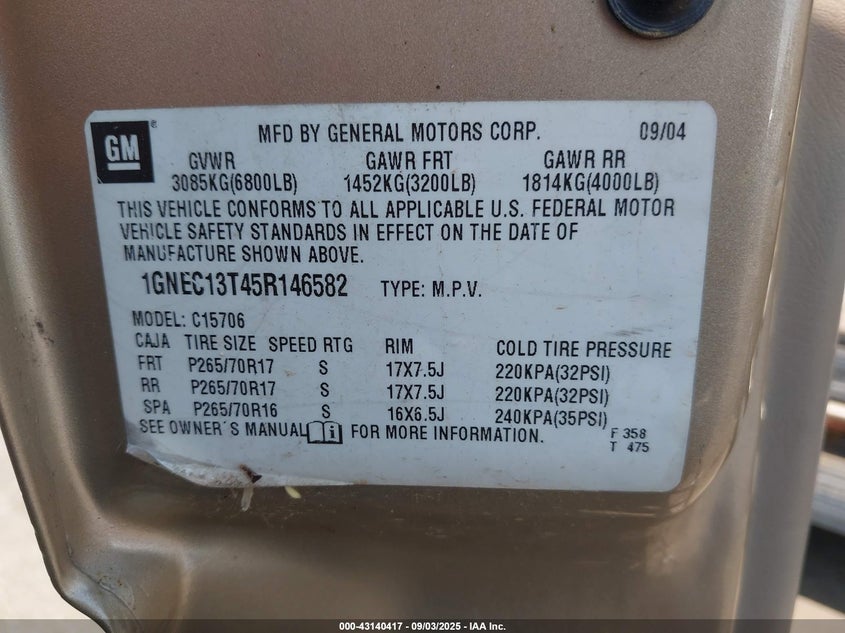 GM ®
MFD BY GENERAL MOTORS CORP. 09/04
GVWR GAWR FRT GAWR RR
3085KG(6800LB) 1452KG(3200LB) 1814KG(4000LB)
THIS VEHICLE CONFORMS TO ALL APPLICABLE U.S. FEDERAL MOTOR
VEHICLE SAFETY STANDARDS IN EFFECT ON THE DATE OF
MANUFACTURE SHOWN ABOVE.
1GNEC13T45R146582 TYPE: M.P.V.
MODEL: C15706
CAJA TIRE SIZE SPEED RTG RIM COLD TIRE PRESSURE
FRT P265/70R17 S 17X7.5J 220KPA(32PSI)
RR P265/70R17 S 17X7.5J 220KPA(32PSI)
SPA P265/70R16 S 16X6.5J 240KPA(35PSI)
SEE OWNER'S MANUAL i FOR MORE INFORMATION. F 358
T 475
000-43140417 - 09/03/2025 - IAA Inc.